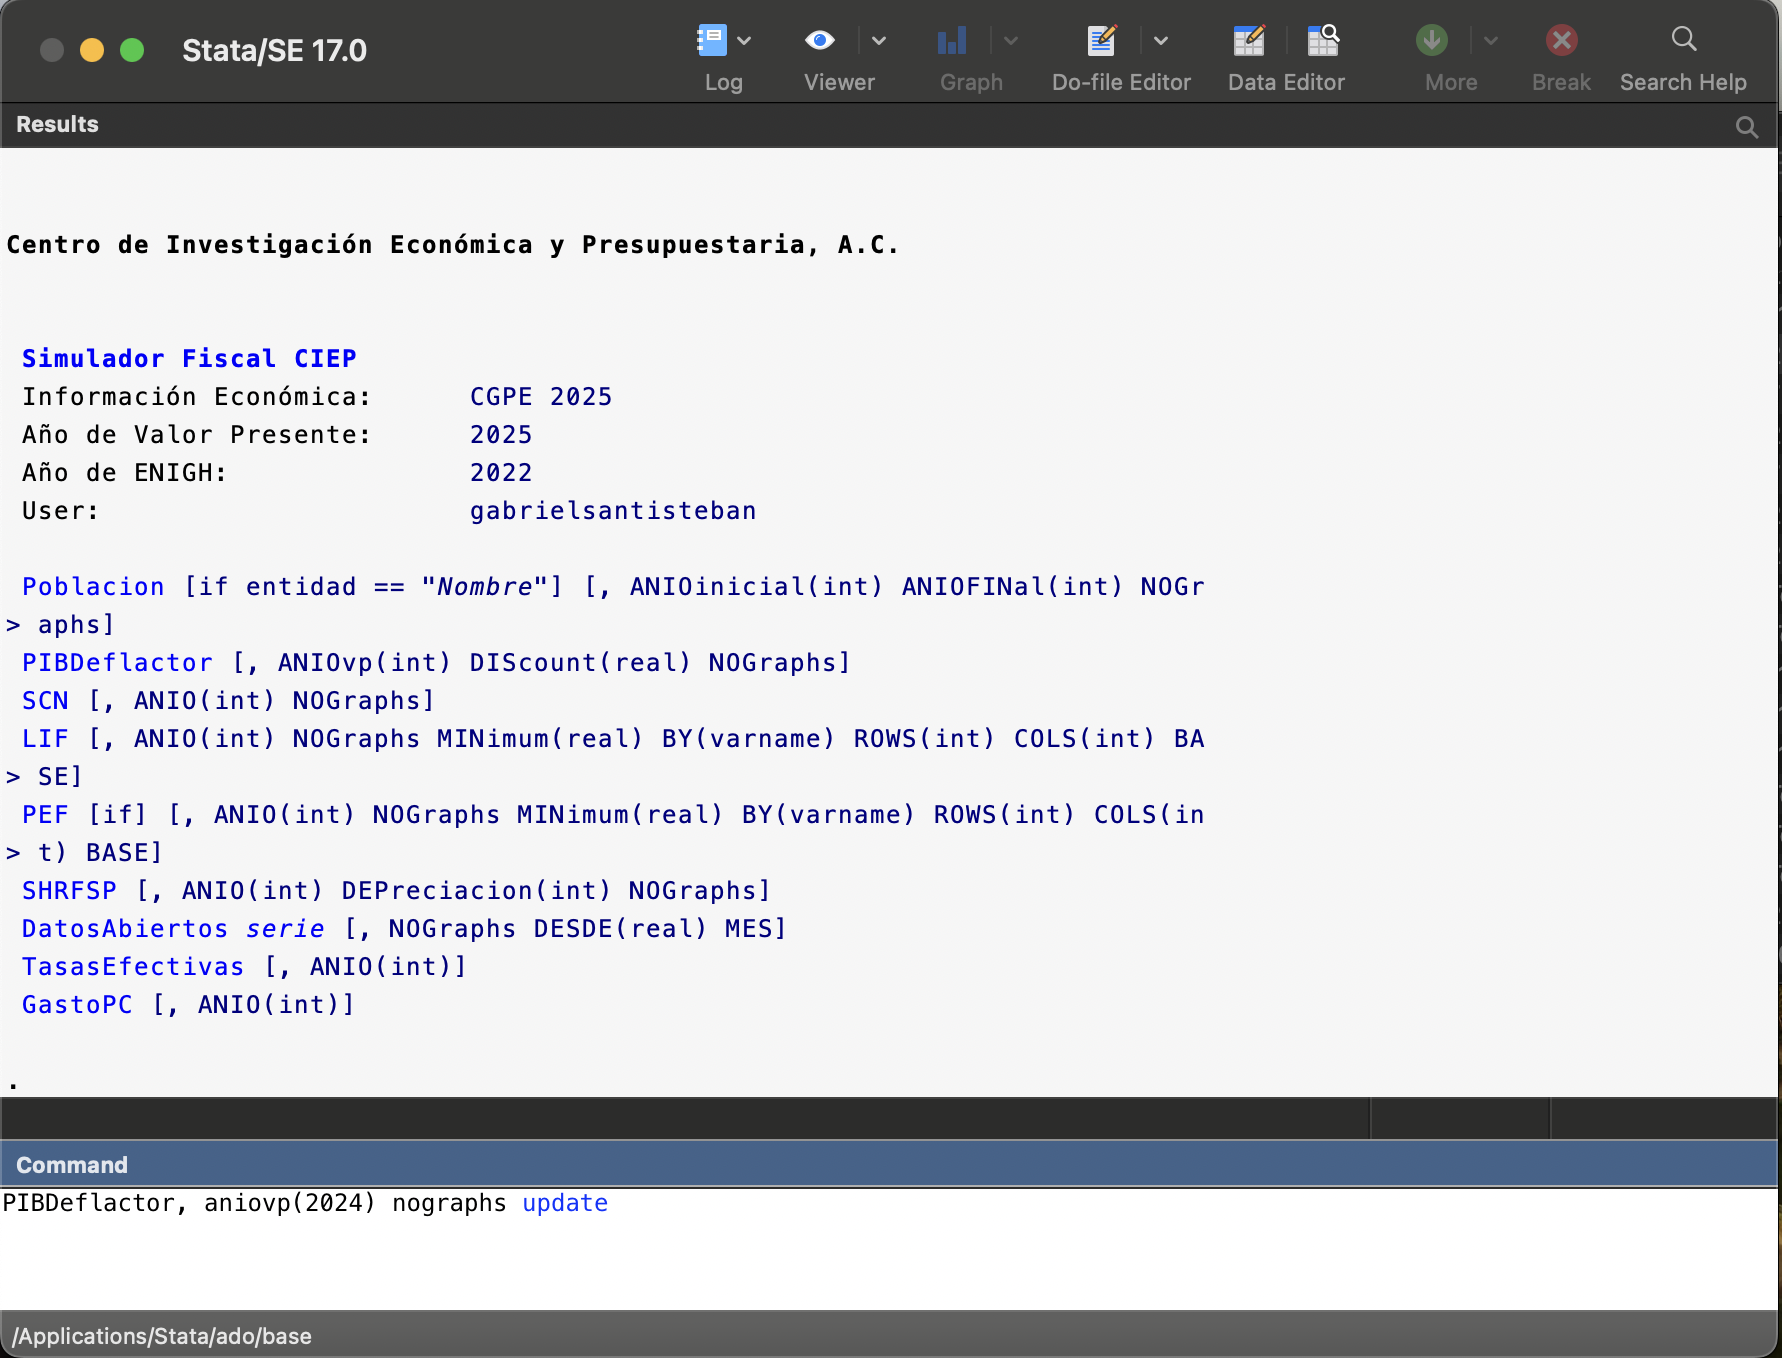 Stata/SE 17.0
Log
Viewer
Graph
Do-file Editor
Data Editor
More
Break
Search Help
Results
Centro de Investigación Económica y Presupuestaria, A.C.
Simulador Fiscal CIEP
Información Económica: CGPE 2025
Año de Valor Presente: 2025
Año de ENIGH: 2022
User: gabrielsantisteban
Poblacion [if entidad == "Nombre"] [, ANIOinicial(int) ANIOFINal(int) NOGr
> aphs]
PIBDeflactor [, ANIOvp(int) DIScount(real) NOGraphs]
SCN [, ANIO(int) NOGraphs]
LIF [, ANIO(int) NOGraphs MINimum(real) BY(varname) ROWS(int) COLS(int) BA
> SE]
PEF [if] [, ANIO(int) NOGraphs MINimum(real) BY(varname) ROWS(int) COLS(in
> t) BASE]
SHRFSP [, ANIO(int) DEPreciacion(int) NOGraphs]
DatosAbiertos serie [, NOGraphs DESDE(real) MES]
TasasEfectivas [, ANIO(int)]
GastoPC [, ANIO(int)]
.
Command
PIBDeflactor, aniovp(2024) nographs update
/Applications/Stata/ado/base